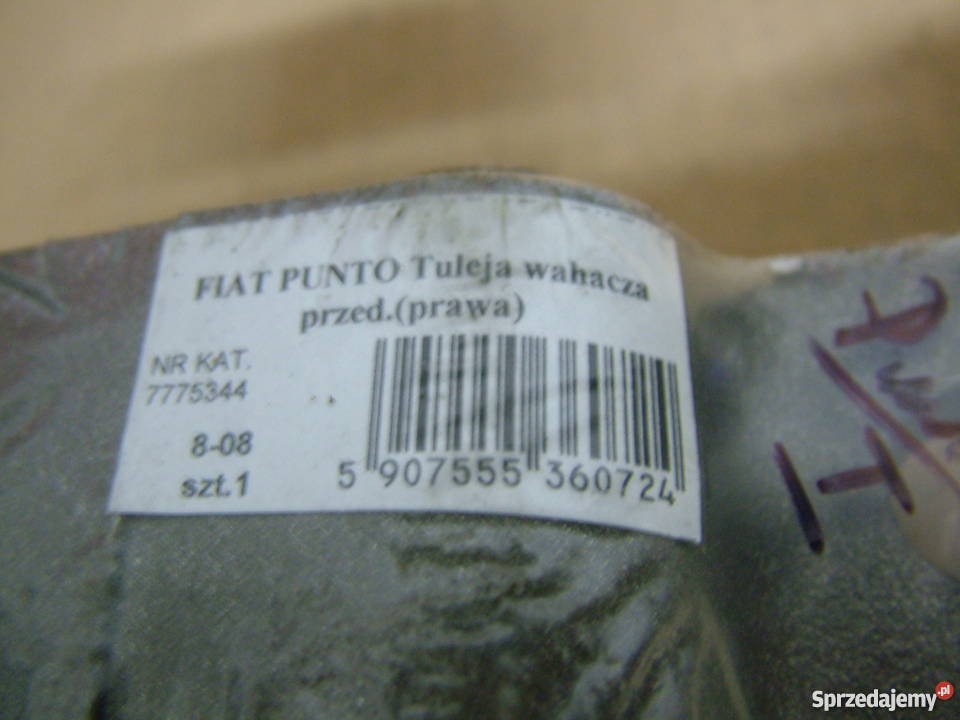 FIAT PUNTO Tuleja wahacza
przed.(prawa)
NR KAT.
7775344
8-08
szt.1
5 907555 360724
Sprzedajemy.pl